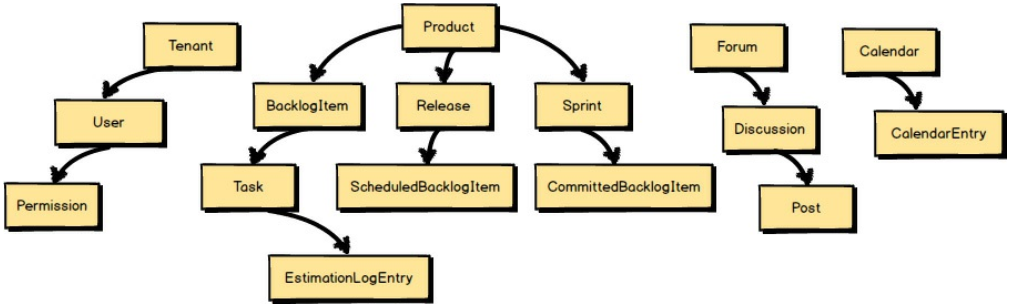 Product
Tenant
Forum
Calendar
BacklogItem
Release
Sprint
User
Discussion
CalendarEntry
Task
ScheduledBacklogItem
CommittedBacklogItem
Permission
Post
EstimationLogEntry